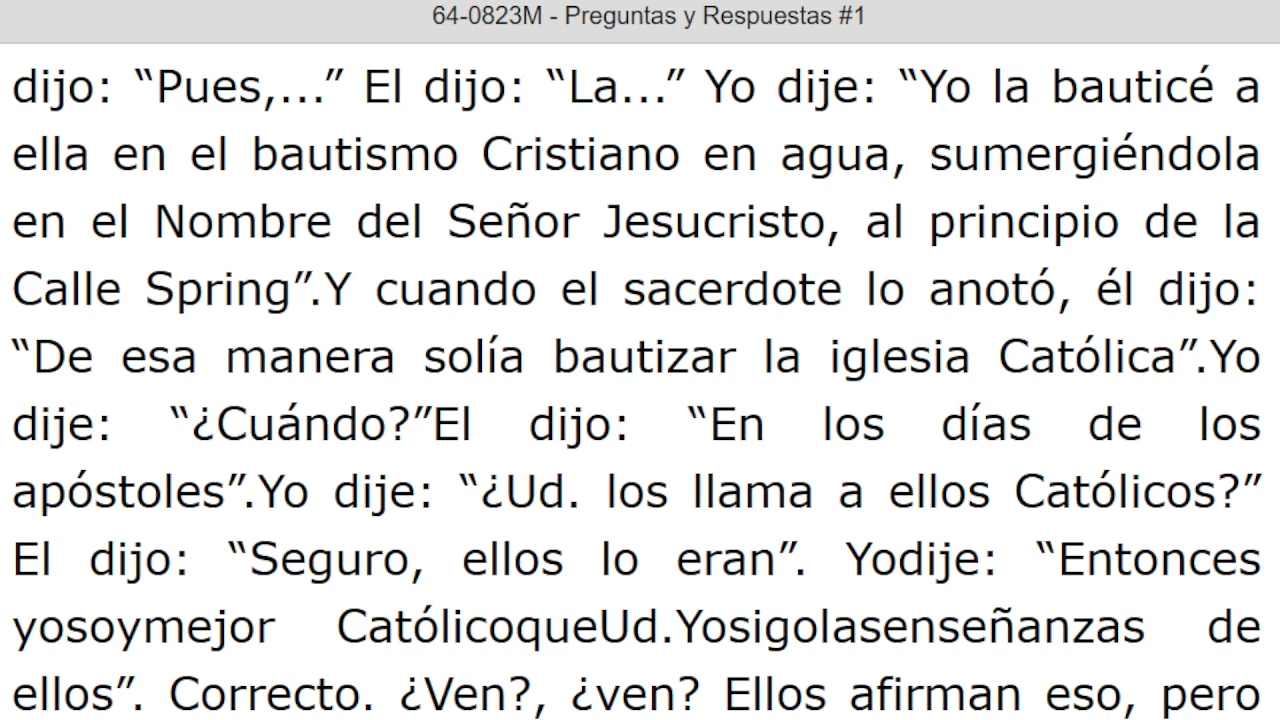 64-0823M - Preguntas y Respuestas #1
dijo: “Pues,...” El dijo: “La...” Yo dije: “Yo la bauticé a
ella en el bautismo Cristiano en agua, sumergiéndola
en el Nombre del Señor Jesucristo, al principio de la
Calle Spring”.Y cuando el sacerdote lo anotó, él dijo:
“De esa manera solía bautizar la iglesia Católica”.Yo
dije: “¿Cuándo?”El dijo: “En los días de los
apóstoles”.Yo dije: “¿Ud. los llama a ellos Católicos?”
El dijo: “Seguro, ellos lo eran”. Yodije: “Entonces
yosoymejor CatólicoqueUd.Yosigolasenseñanzas de
ellos”. Correcto. ¿Ven?, ¿ven? Ellos afirman eso, pero